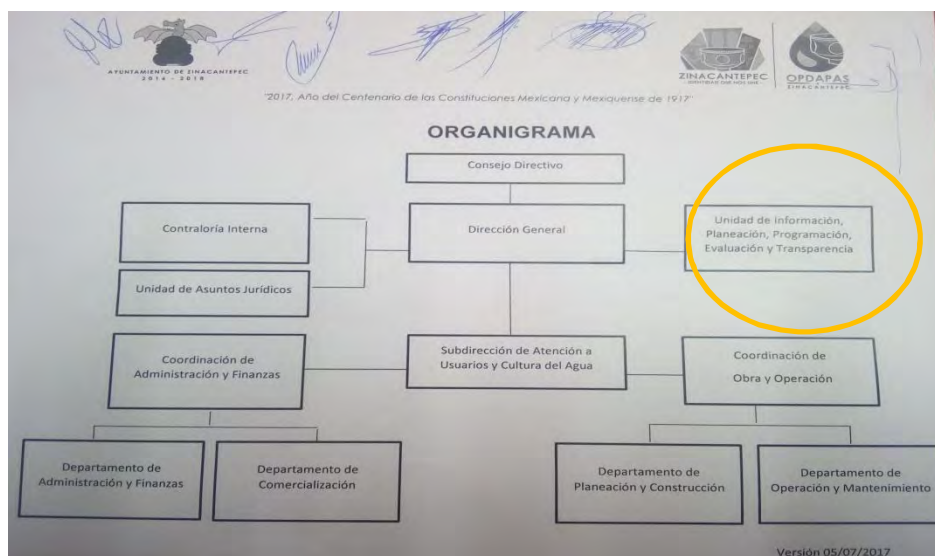 AYUNTAMIENTO DE ZINACANTEPEC
2016 - 2018
ZINACANTEPEC
OPDAPAS
ZINACANTEPEC
"2017, Año del Centenario de las Constituciones Mexicana y Mexiquense de 1917"
ORGANIGRAMA
Consejo Directivo
Contraloría Interna
Dirección General
Unidad de Información,
Planeación, Programación,
Evaluación y Transparencia
Unidad de Asuntos Jurídicos
Coordinación de
Administración y Finanzas
Subdirección de Atención a
Usuarios y Cultura del Agua
Coordinación de
Obra y Operación
Departamento de
Administración y Finanzas
Departamento de
Comercialización
Departamento de
Planeación y Construcción
Departamento de
Operación y Mantenimiento
Versión 05/07/2017